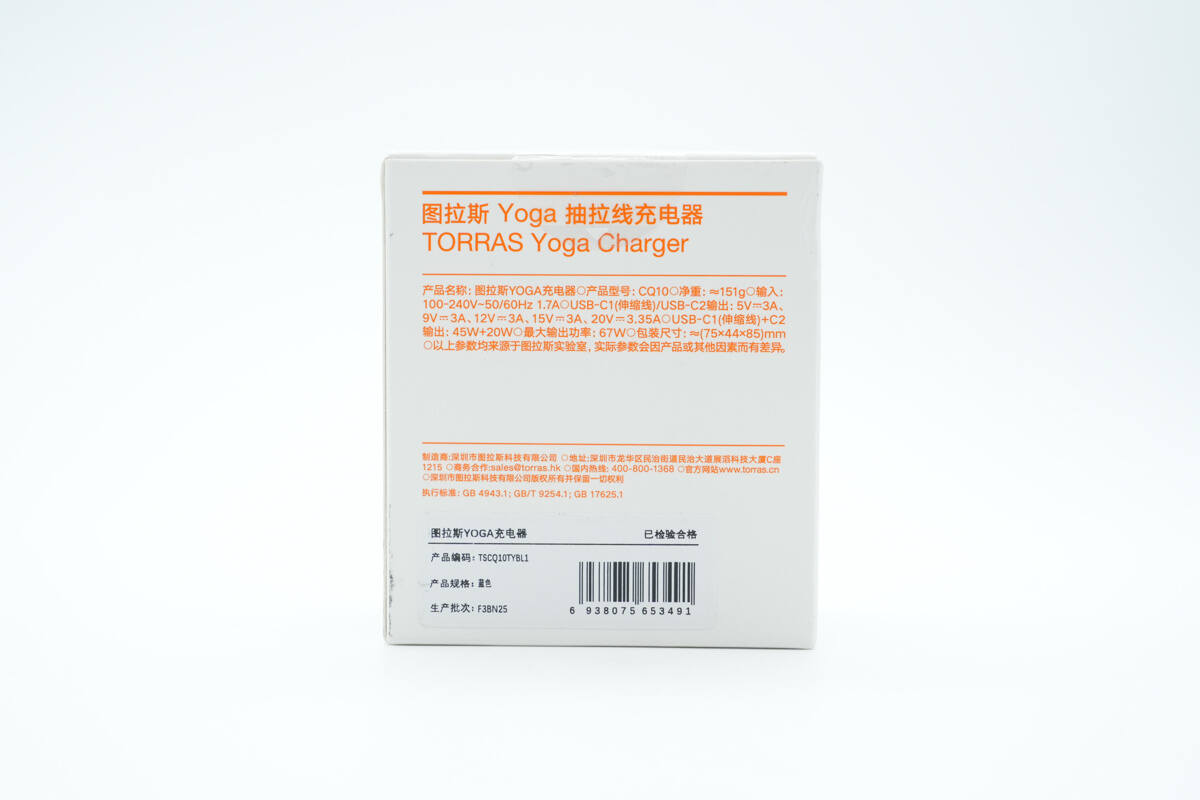 图拉斯 Yoga 抽拉线充电器
TORRAS Yoga Charger
产品名称: 图拉斯YOGA充电器○产品型号: CQ10○净重: ≈151g○输入:
100-240V~50/60Hz 1.7A○USB-C1(伸缩线)/USB-C2输出: 5V⎓3A、
9V⎓3A、12V⎓3A、15V⎓3A、20V⎓3.35A○USB-C1(伸缩线)+C2
输出: 45W+20W○最大输出功率: 67W○包装尺寸: ≈(75×44×85)mm
○以上参数均来源于图拉斯实验室, 实际参数会因产品或其他因素而有差异。
制造商:深圳市图拉斯科技有限公司 ○地址:深圳市龙华区民治街道民治大道展滔科技大厦C座
1215 ○商务合作:sales@torras.hk ○国内热线: 400-800-1368 ○官方网站www.torras.cn
○深圳市图拉斯科技有限公司版权所有并保留一切权利
执行标准: GB 4943.1; GB/T 9254.1; GB 17625.1
图拉斯YOGA充电器 已检验合格
产品编码: TSCQ10TYBL1
产品规格: 蓝色
生产批次: F3BN25
6 938075 653491